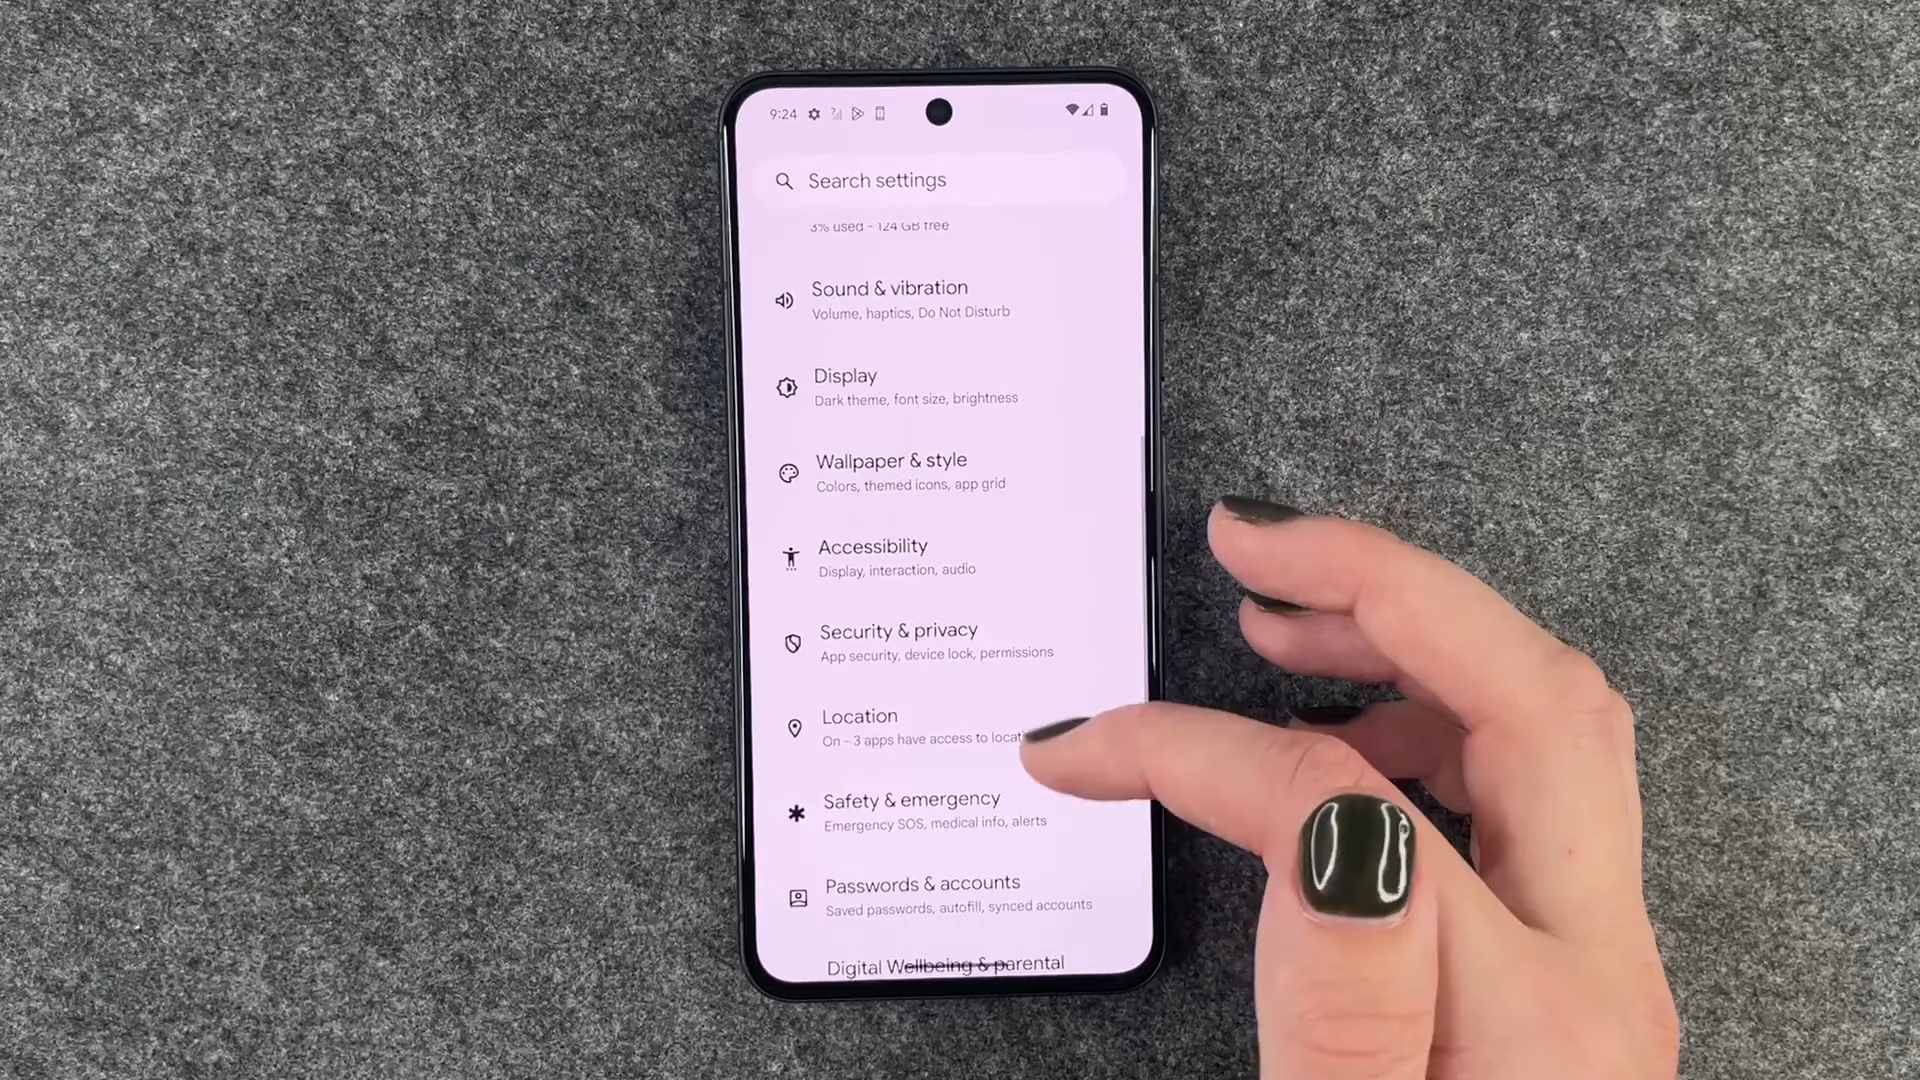 9:24
Search settings
3% used - 124 GB free
Sound & vibration
Volume, haptics, Do Not Disturb
Display
Dark theme, font size, brightness
Wallpaper & style
Colors, themed icons, app grid
Accessibility
Display, interaction, audio
Security & privacy
App security, device lock, permissions
Location
On - 3 apps have access to
Safety & emergency
Emergency SOS, medical info, alerts
Passwords & accounts
Saved passwords, autofill, synced accounts
Digital Wellbeing & parental